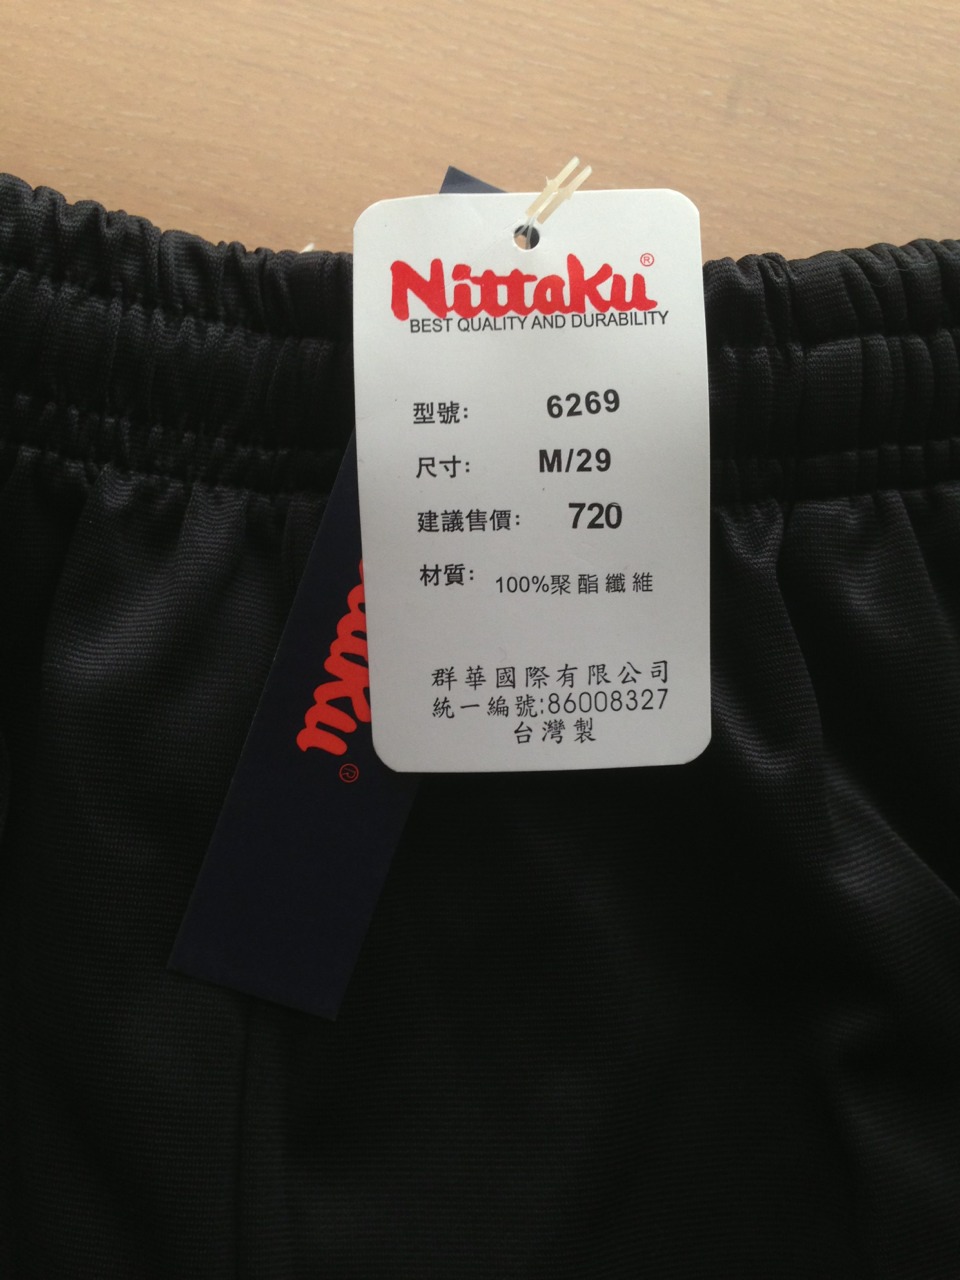 Nittaku®
BEST QUALITY AND DURABILITY
型號: 6269
尺寸: M/29
建議售價: 720
材質: 100%聚酯纖維
群華國際有限公司
統一編號:86008327
台灣製
taku®